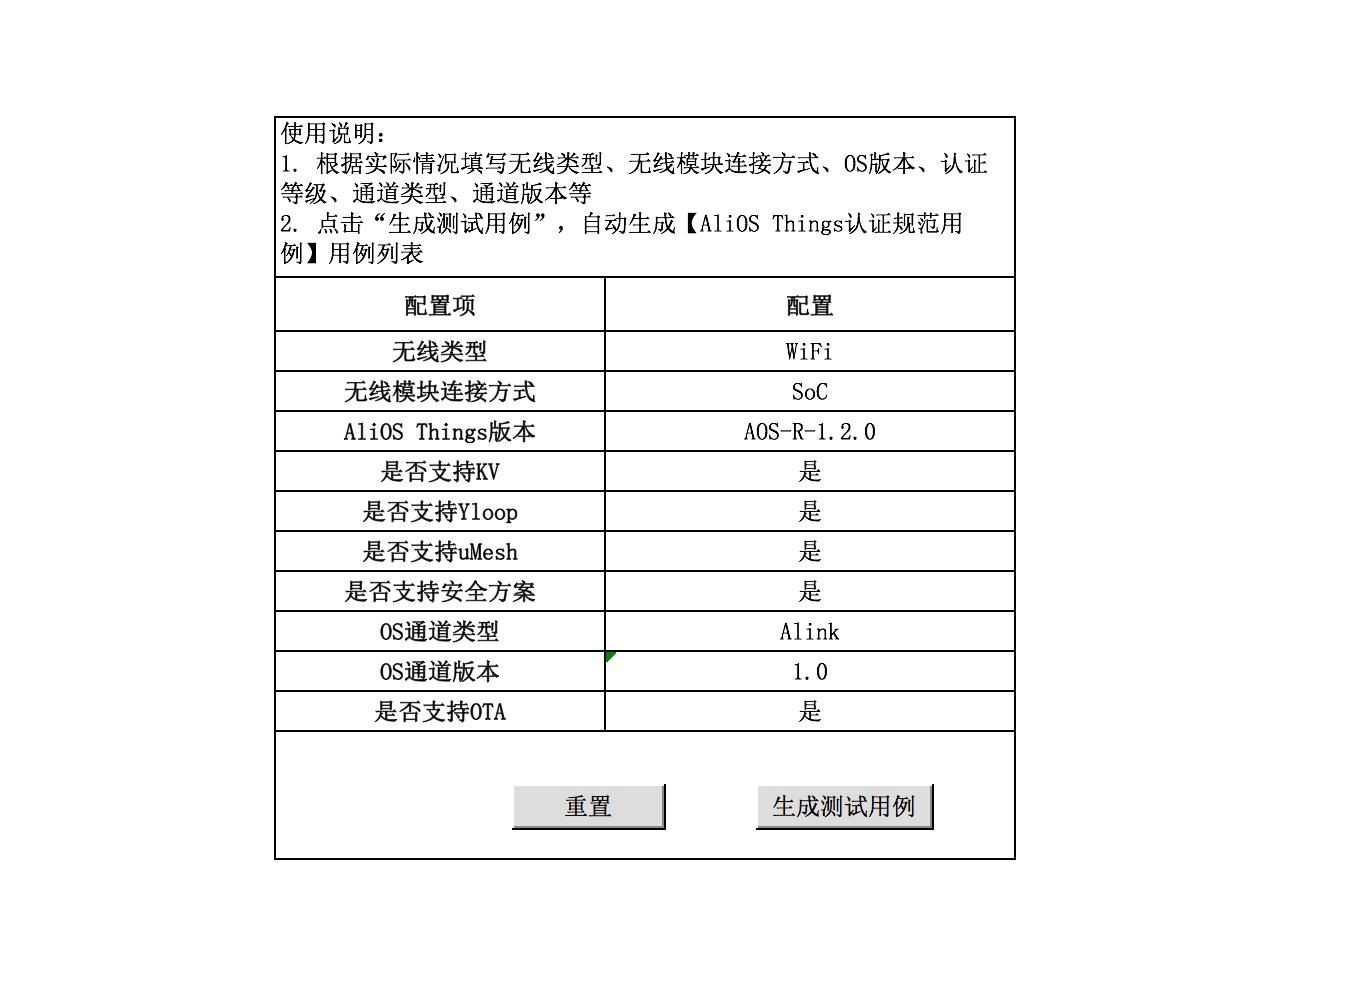 使用说明：
1. 根据实际情况填写无线类型、无线模块连接方式、OS版本、认证
等级、通道类型、通道版本等
2. 点击“生成测试用例”，自动生成【AliOS Things认证规范用
例】用例列表
配置项 配置
无线类型 WiFi
无线模块连接方式 SoC
AliOS Things版本 AOS-R-1.2.0
是否支持KV 是
是否支持Yloop 是
是否支持uMesh 是
是否支持安全方案 是
OS通道类型 Alink
OS通道版本 1.0
是否支持OTA 是
重置 生成测试用例